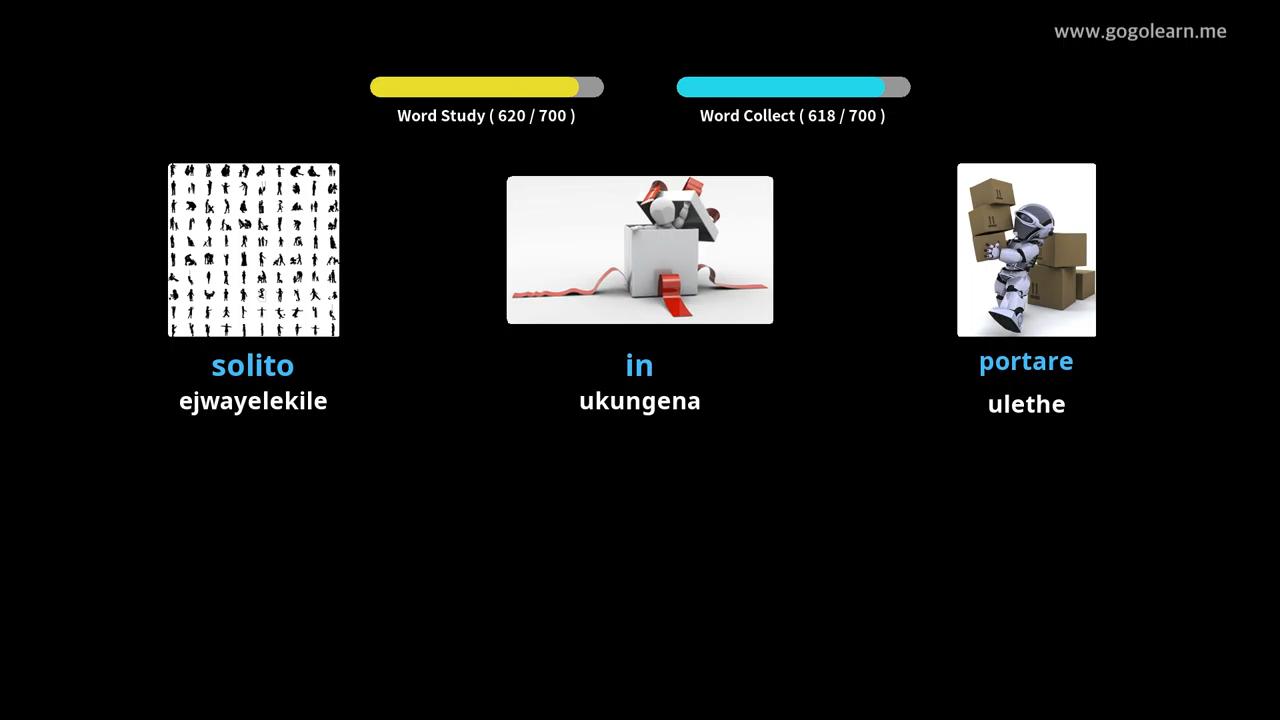 www.gogolearn.me
Word Study ( 620 / 700 )
Word Collect ( 618 / 700 )
solito
in
portare
ejwayelekile
ukungena
ulethe